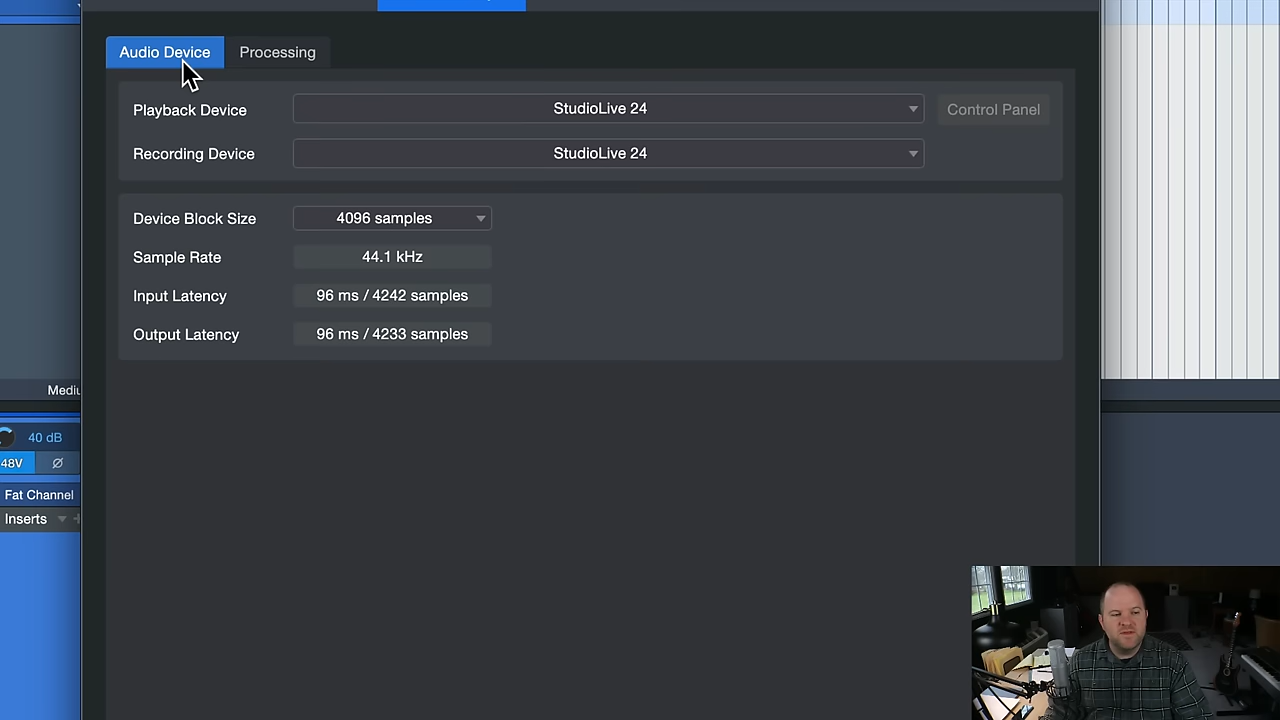 Audio Device Processing
Playback Device StudioLive 24 Control Panel
Recording Device StudioLive 24
Device Block Size 4096 samples
Sample Rate 44.1 kHz
Input Latency 96 ms / 4242 samples
Output Latency 96 ms / 4233 samples
40 dB
48V
Fat Channel
Inserts